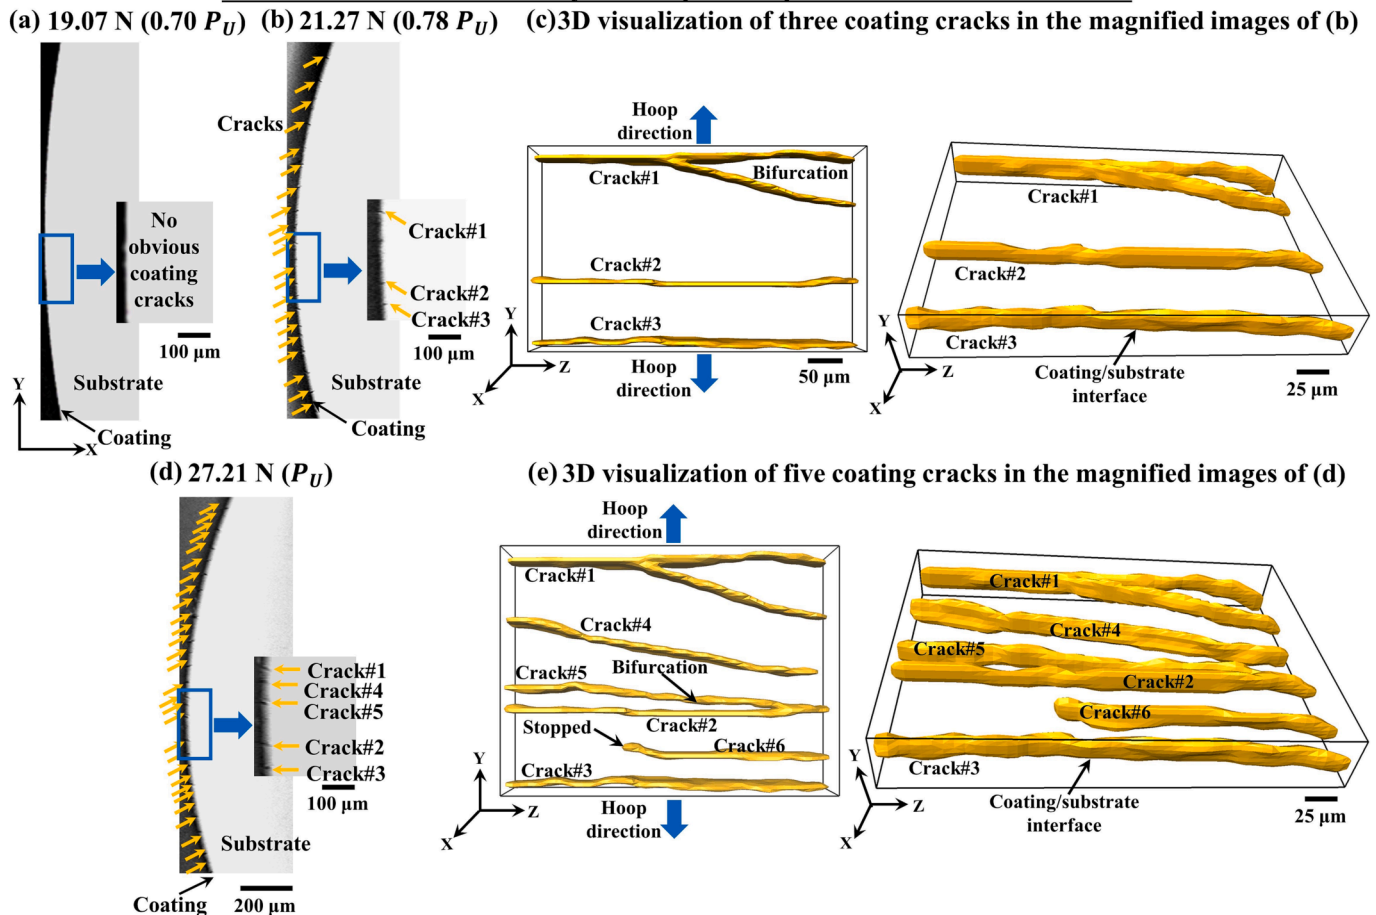 (a) 19.07 N (0.70 P_U)
(b) 21.27 N (0.78 P_U)
(c) 3D visualization of three coating cracks in the magnified images of (b)
No
obvious
coating
cracks
100 µm
Substrate
Coating
Y
X
Cracks
Crack#1
Crack#2
Crack#3
100 µm
Substrate
Coating
Hoop
direction
Crack#1
Bifurcation
Crack#2
Crack#3
Hoop
direction
Y
Z
X
50 µm
Crack#1
Crack#2
Crack#3
Coating/substrate
interface
Y
Z
X
25 µm
(d) 27.21 N (P_U)
(e) 3D visualization of five coating cracks in the magnified images of (d)
Crack#1
Crack#4
Crack#5
Crack#2
Crack#3
100 µm
Substrate
Coating
200 µm
Hoop
direction
Crack#1
Crack#4
Bifurcation
Crack#5
Stopped
Crack#2
Crack#6
Crack#3
Hoop
direction
Y
Z
X
Crack#1
Crack#4
Crack#5
Crack#2
Crack#6
Crack#3
Coating/substrate
interface
Y
Z
X
25 µm